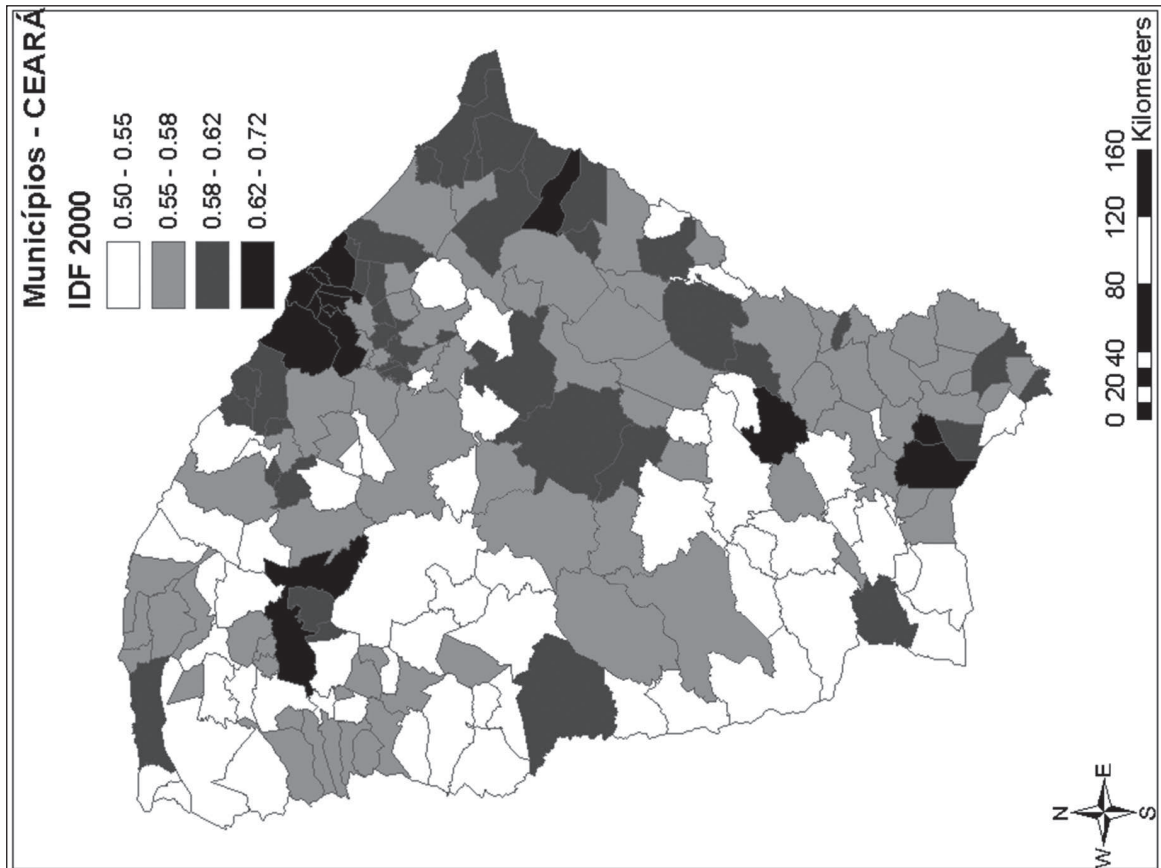 Municípios - CEARÁ
IDF 2000
0.50 - 0.55
0.55 - 0.58
0.58 - 0.62
0.62 - 0.72
N
W E
S
0 20 40 80 120 160
Kilometers